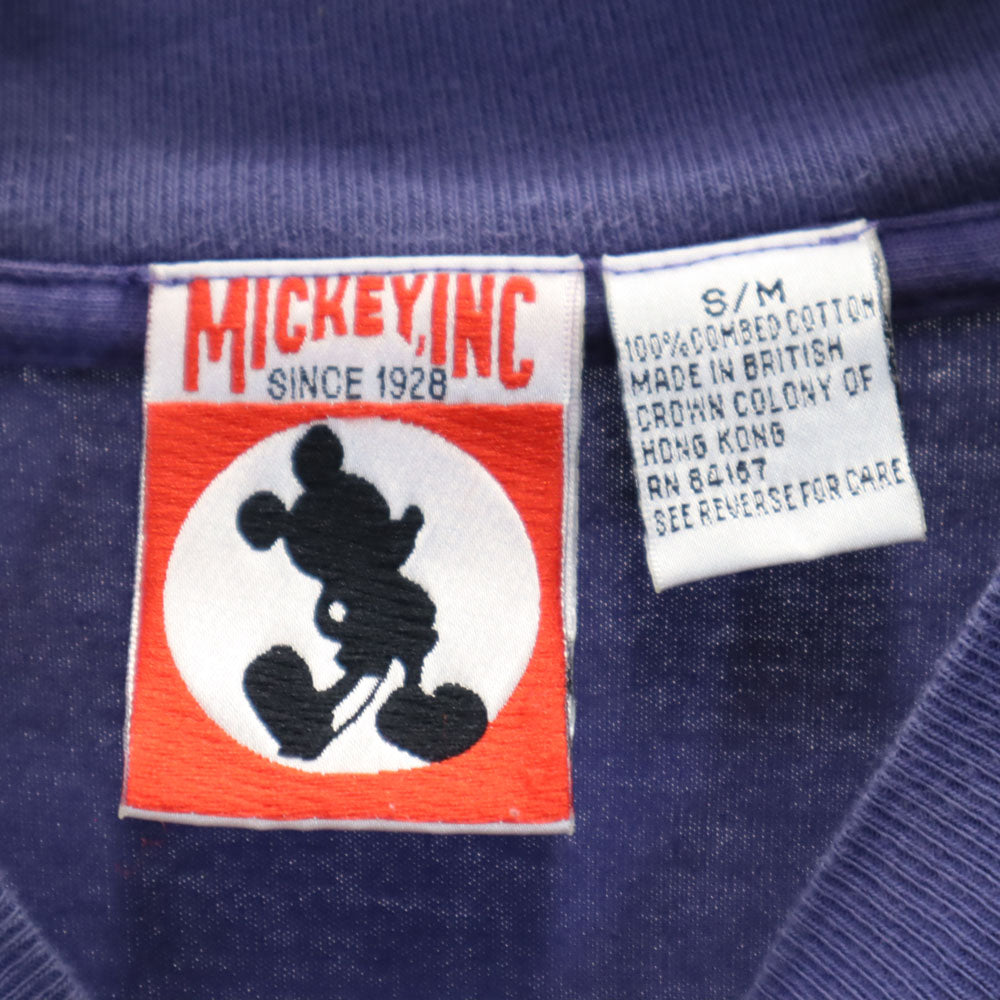 MICKEY, INC
SINCE 1928
S/M
100% COMBED COTTON
MADE IN BRITISH
CROWN COLONY OF
HONG KONG
RN 84167
SEE REVERSE FOR CARE